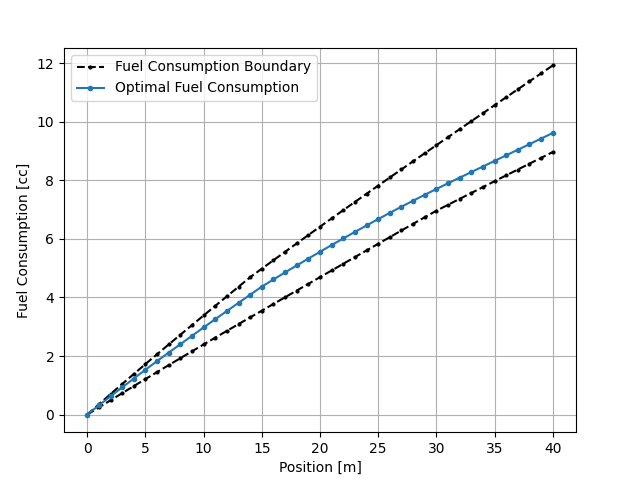 Fuel Consumption Boundary
Optimal Fuel Consumption
12
10
8
6
4
2
0
Fuel Consumption [cc]
0 5 10 15 20 25 30 35 40
Position [m]